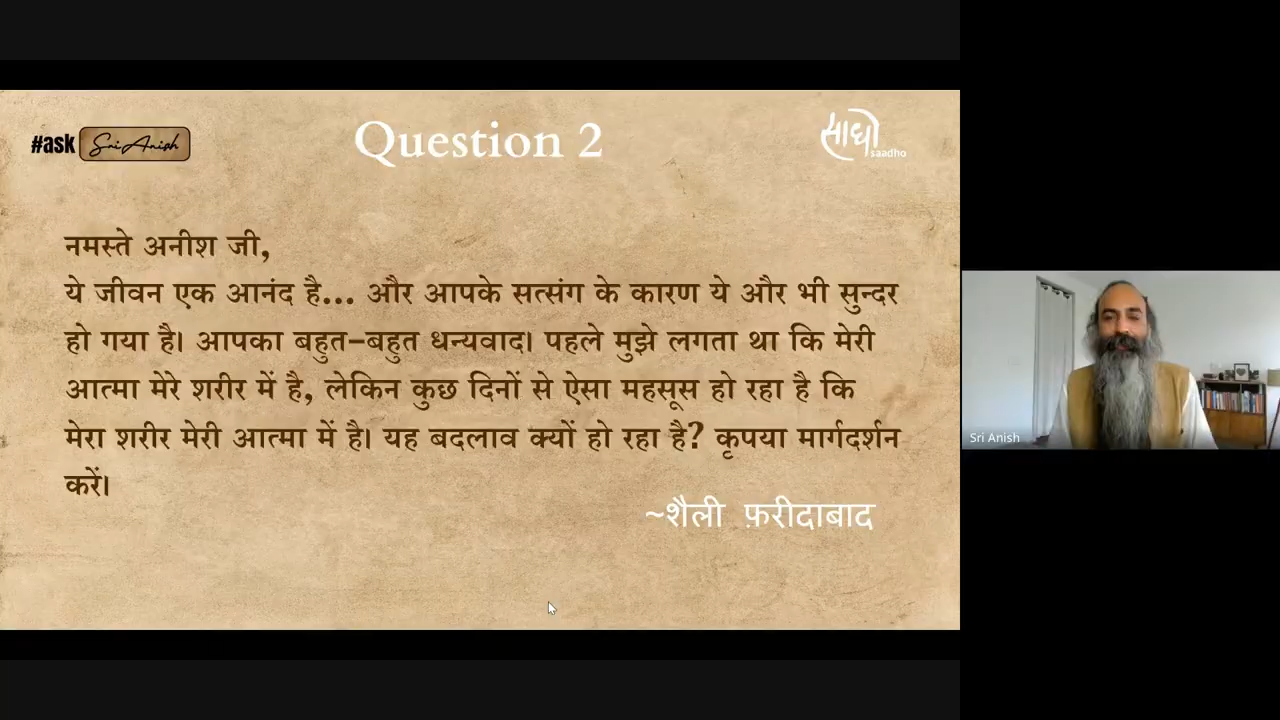 #ask Sri Anish
Question 2
साधो
saadho
नमस्ते अनीश जी,
ये जीवन एक आनंद है... और आपके सत्संग के कारण ये और भी सुन्दर
हो गया है। आपका बहुत-बहुत धन्यवाद। पहले मुझे लगता था कि मेरी
आत्मा मेरे शरीर में है, लेकिन कुछ दिनों से ऐसा महसूस हो रहा है कि
मेरा शरीर मेरी आत्मा में है। यह बदलाव क्यों हो रहा है? कृपया मार्गदर्शन
करें।
~शैली फ़रीदाबाद
Sri Anish